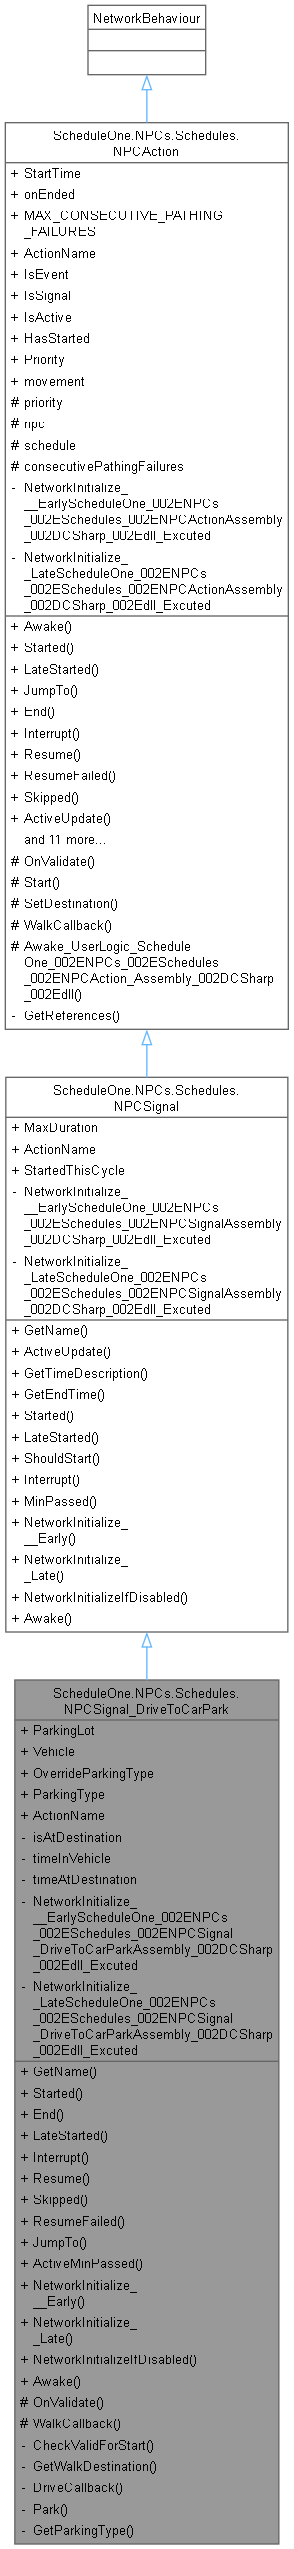 NetworkBehaviour
ScheduleOne.NPCs.Schedules.
NPCAction
+ StartTime
+ onEnded
+ MAX_CONSECUTIVE_PATHING
_FAILURES
+ ActionName
+ IsEvent
+ IsSignal
+ IsActive
+ HasStarted
+ Priority
+ movement
# priority
# npc
# schedule
# consecutivePathingFailures
- NetworkInitialize_
__EarlyScheduleOne_002ENPCs
_002ESchedules_002ENPCActionAssembly
_002DCSharp_002Edll_Excuted
- NetworkInitialize_
_LateScheduleOne_002ENPCs
_002ESchedules_002ENPCActionAssembly
_002DCSharp_002Edll_Excuted
+ Awake()
+ Started()
+ LateStarted()
+ JumpTo()
+ End()
+ Interrupt()
+ Resume()
+ ResumeFailed()
+ Skipped()
+ ActiveUpdate()
and 11 more...
# OnValidate()
# Start()
# SetDestination()
# WalkCallback()
# Awake_UserLogic_Schedule
One_002ENPCs_002ESchedules
_002ENPCAction_Assembly_002DCSharp
_002Edll()
- GetReferences()
ScheduleOne.NPCs.Schedules.
NPCSignal
+ MaxDuration
+ ActionName
+ StartedThisCycle
- NetworkInitialize_
__EarlyScheduleOne_002ENPCs
_002ESchedules_002ENPCSignalAssembly
_002DCSharp_002Edll_Excuted
- NetworkInitialize_
_LateScheduleOne_002ENPCs
_002ESchedules_002ENPCSignalAssembly
_002DCSharp_002Edll_Excuted
+ GetName()
+ ActiveUpdate()
+ GetTimeDescription()
+ GetEndTime()
+ Started()
+ LateStarted()
+ ShouldStart()
+ Interrupt()
+ MinPassed()
+ NetworkInitialize_
__Early()
+ NetworkInitialize_
_Late()
+ NetworkInitializeIfDisabled()
+ Awake()
ScheduleOne.NPCs.Schedules.
NPCSignal_DriveToCarPark
+ ParkingLot
+ Vehicle
+ OverrideParkingType
+ ParkingType
+ ActionName
- isAtDestination
- timeInVehicle
- timeAtDestination
- NetworkInitialize_
__EarlyScheduleOne_002ENPCs
_002ESchedules_002ENPCSignal
_DriveToCarParkAssembly_002DCSharp
_002Edll_Excuted
- NetworkInitialize_
_LateScheduleOne_002ENPCs
_002ESchedules_002ENPCSignal
_DriveToCarParkAssembly_002DCSharp
_002Edll_Excuted
+ GetName()
+ Started()
+ End()
+ LateStarted()
+ Interrupt()
+ Resume()
+ Skipped()
+ ResumeFailed()
+ JumpTo()
+ ActiveMinPassed()
+ NetworkInitialize_
__Early()
+ NetworkInitialize_
_Late()
+ NetworkInitializeIfDisabled()
+ Awake()
# OnValidate()
# WalkCallback()
- CheckValidForStart()
- GetWalkDestination()
- DriveCallback()
- Park()
- GetParkingType()